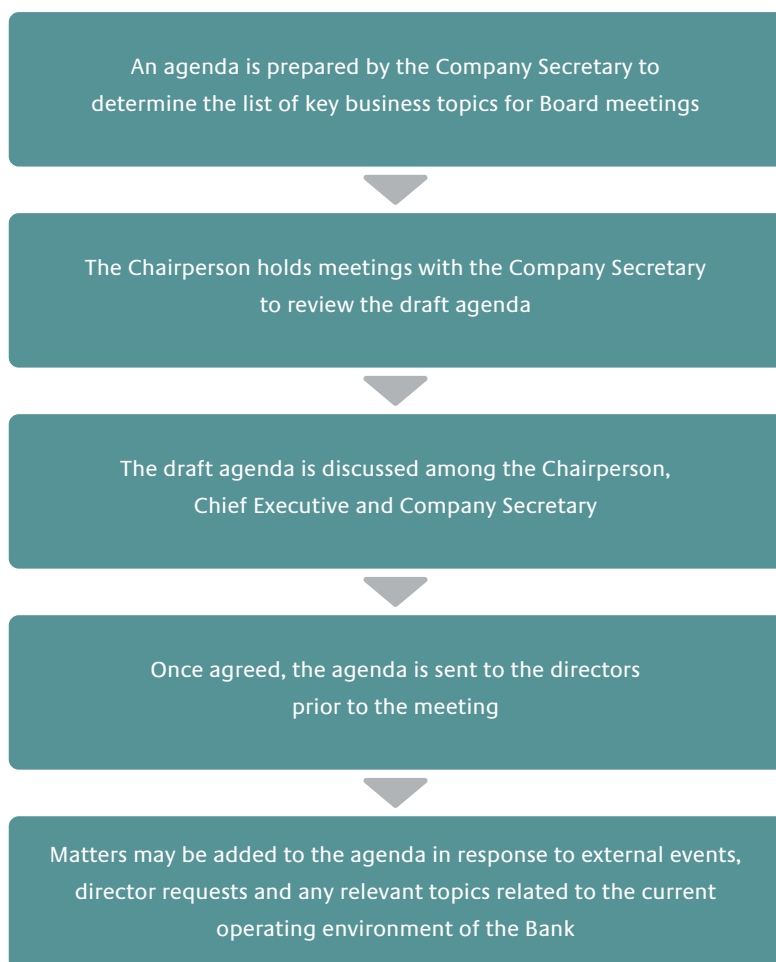 An agenda is prepared by the Company Secretary to
determine the list of key business topics for Board meetings
The Chairperson holds meetings with the Company Secretary
to review the draft agenda
The draft agenda is discussed among the Chairperson,
Chief Executive and Company Secretary
Once agreed, the agenda is sent to the directors
prior to the meeting
Matters may be added to the agenda in response to external events,
director requests and any relevant topics related to the current
operating environment of the Bank